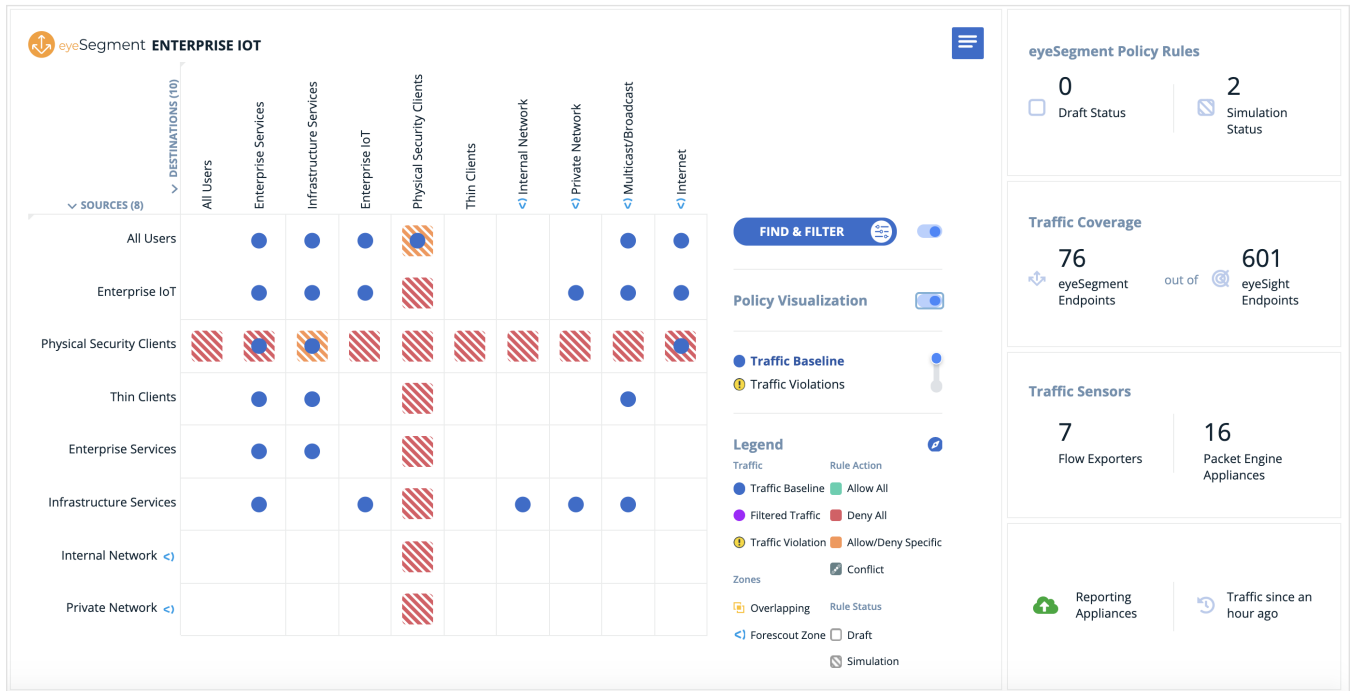 eyeSegment ENTERPRISE IOT
DESTINATIONS (10)
SOURCES (8)
All Users
Enterprise Services
Infrastructure Services
Enterprise IoT
Physical Security Clients
Thin Clients
Internal Network
Private Network
Multicast/Broadcast
Internet
All Users
Enterprise IoT
Physical Security Clients
Thin Clients
Enterprise Services
Infrastructure Services
Internal Network
Private Network
FIND & FILTER
Policy Visualization
Traffic Baseline
Traffic Violations
Legend
Traffic
Rule Action
Traffic Baseline
Allow All
Filtered Traffic
Deny All
Traffic Violation
Allow/Deny Specific
Conflict
Zones
Overlapping
Rule Status
Forescout Zone
Draft
Simulation
eyeSegment Policy Rules
0
Draft Status
2
Simulation
Status
Traffic Coverage
76
eyeSegment
Endpoints
out of
601
eyeSight
Endpoints
Traffic Sensors
7
Flow Exporters
16
Packet Engine
Appliances
Reporting
Appliances
Traffic since an
hour ago